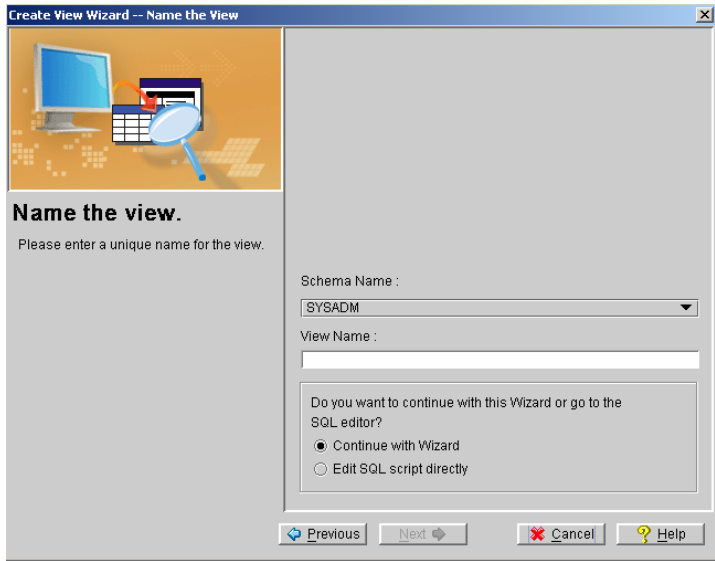 Create View Wizard -- Name the View
Name the view.
Please enter a unique name for the view.
Schema Name :
SYSADM
View Name :
Do you want to continue with this Wizard or go to the
SQL editor?
Continue with Wizard
Edit SQL script directly
Previous
Next
Cancel
Help